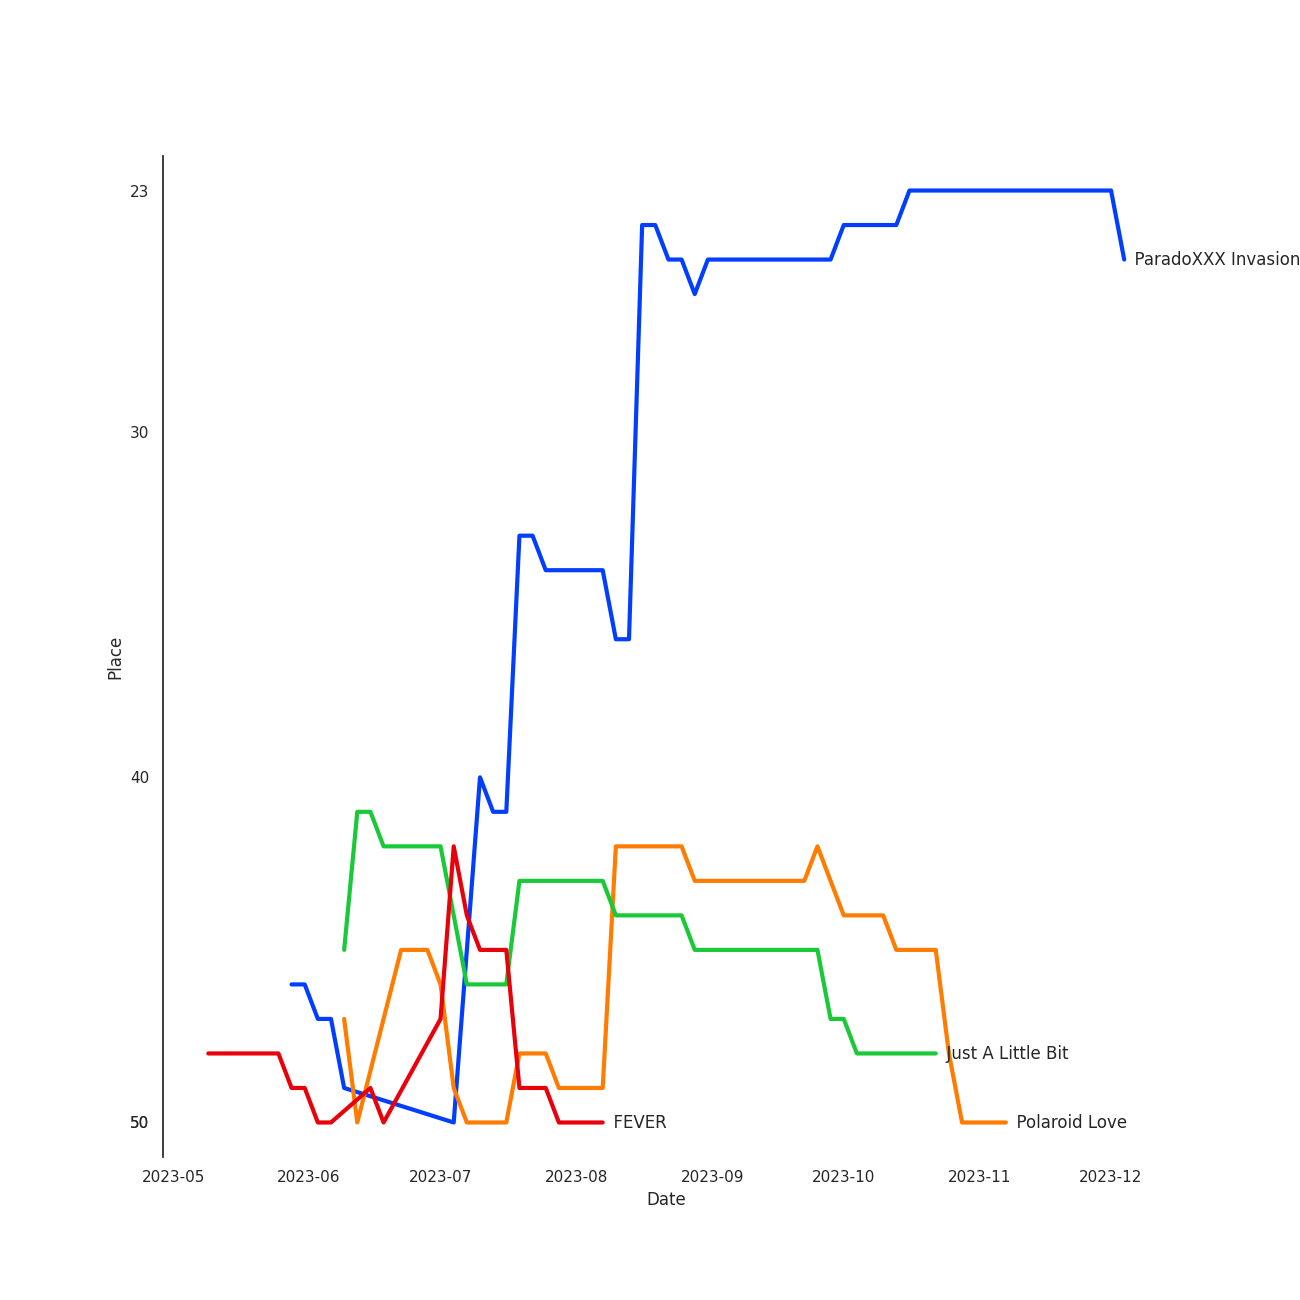 23
ParadoXXX Invasion
30
Place
40
Just A Little Bit
50
FEVER
Polaroid Love
2023-05 2023-06 2023-07 2023-08 2023-09 2023-10 2023-11 2023-12
Date